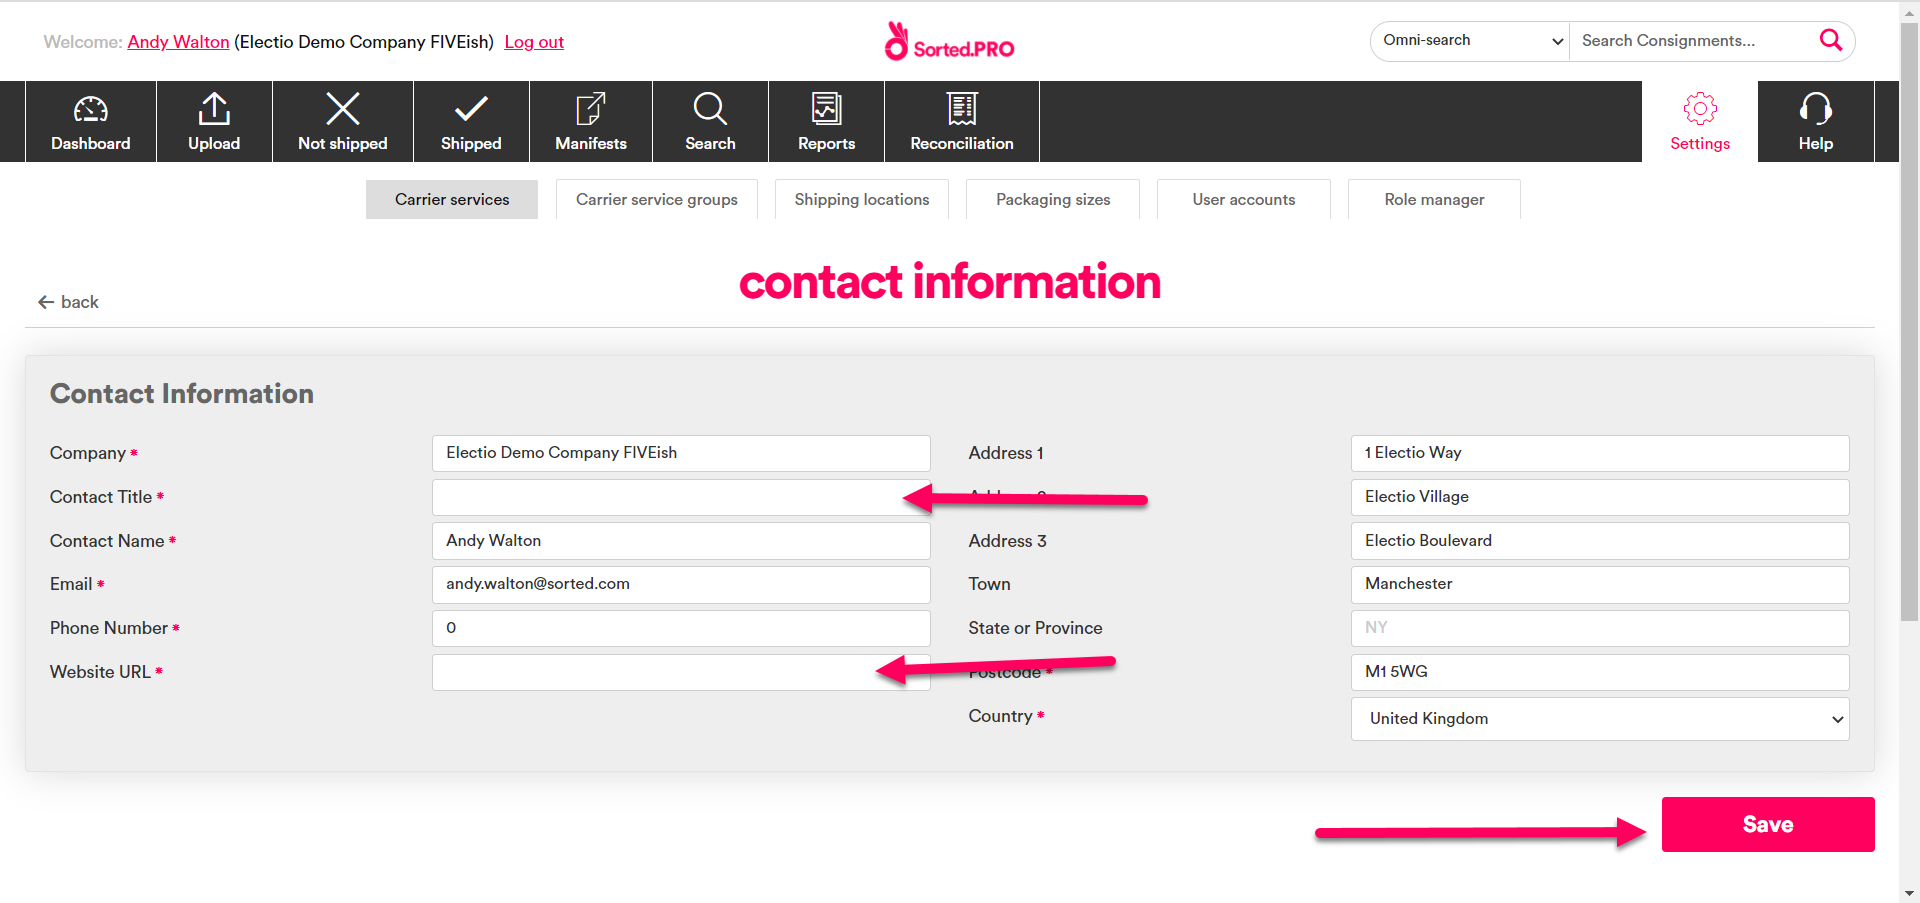 Welcome: Andy Walton (Electio Demo Company FIVEish) Log out
Sorted.PRO
Omni-search
Search Consignments...
Dashboard
Upload
Not shipped
Shipped
Manifests
Search
Reports
Reconciliation
Settings
Help
Carrier services
Carrier service groups
Shipping locations
Packaging sizes
User accounts
Role manager
contact information
back
Contact Information
Company *
Electio Demo Company FIVEish
Address 1
1 Electio Way
Contact Title *
Electio Village
Contact Name *
Andy Walton
Address 3
Electio Boulevard
Email *
andy.walton@sorted.com
Town
Manchester
Phone Number *
0
State or Province
NY
Website URL *
Postcode *
M1 5WG
Country *
United Kingdom
Save